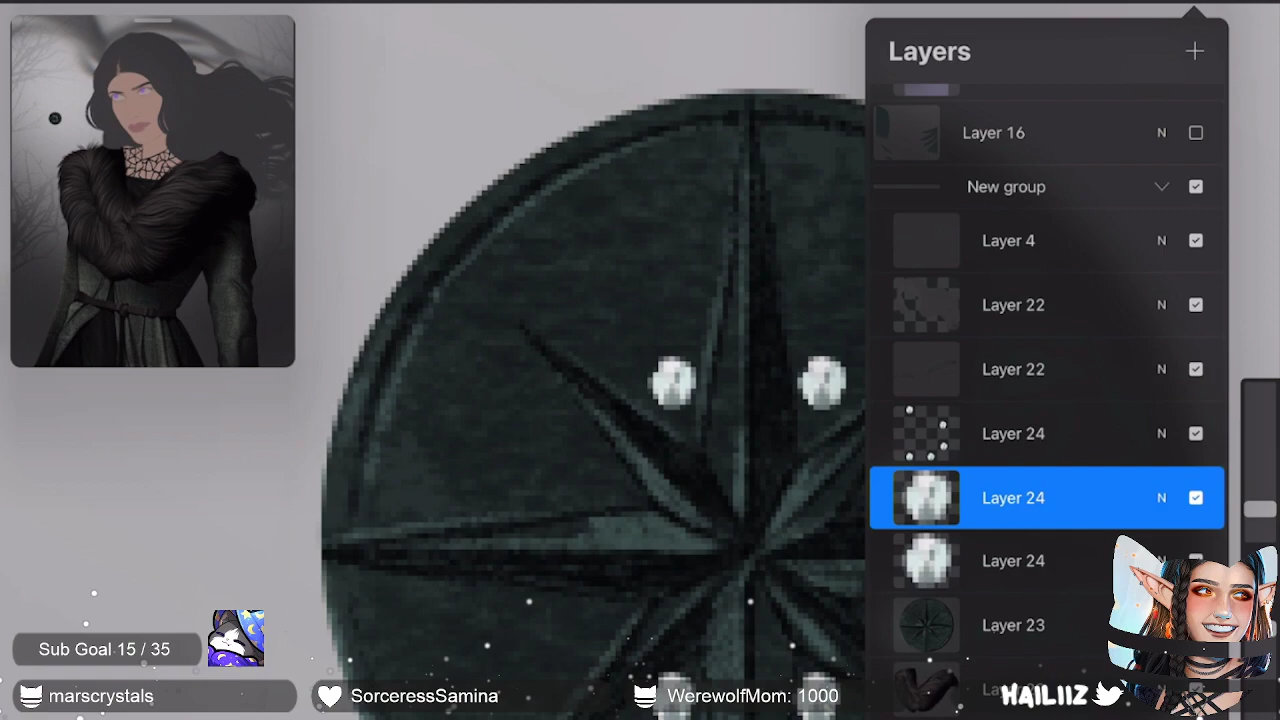 Layers
Layer 16 N
New group
Layer 4 N
Layer 22 N
Layer 22 N
Layer 24 N
Layer 24 N
Layer 24 N
Layer 23
Sub Goal 15 / 35
marscrystals
SorceressSamina
WerewolfMom: 1000
HAILIIZ